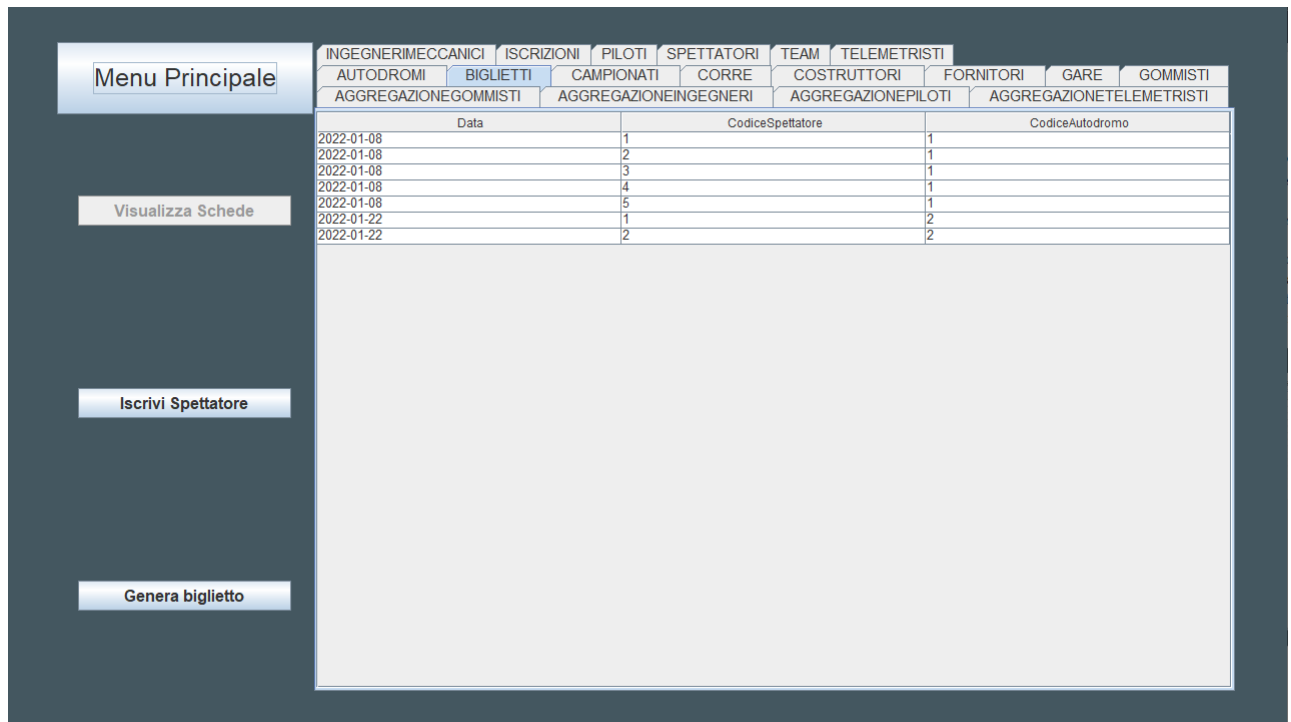 Menu Principale
Visualizza Schede
Iscrivi Spettatore
Genera biglietto
INGEGNERIMECCANICI ISCRIZIONI PILOTI SPETTATORI TEAM TELEMETRISTI
AUTODROMI BIGLIETTI CAMPIONATI CORRE COSTRUTTORI FORNITORI GARE GOMMISTI
AGGREGAZIONEGOMMISTI AGGREGAZIONEINGEGNERI AGGREGAZIONEPILOTI AGGREGAZIONETELEMETRISTI
Data CodiceSpettatore CodiceAutodromo
2022-01-08 1 1
2022-01-08 2 1
2022-01-08 3 1
2022-01-08 4 1
2022-01-08 5 1
2022-01-22 1 2
2022-01-22 2 2